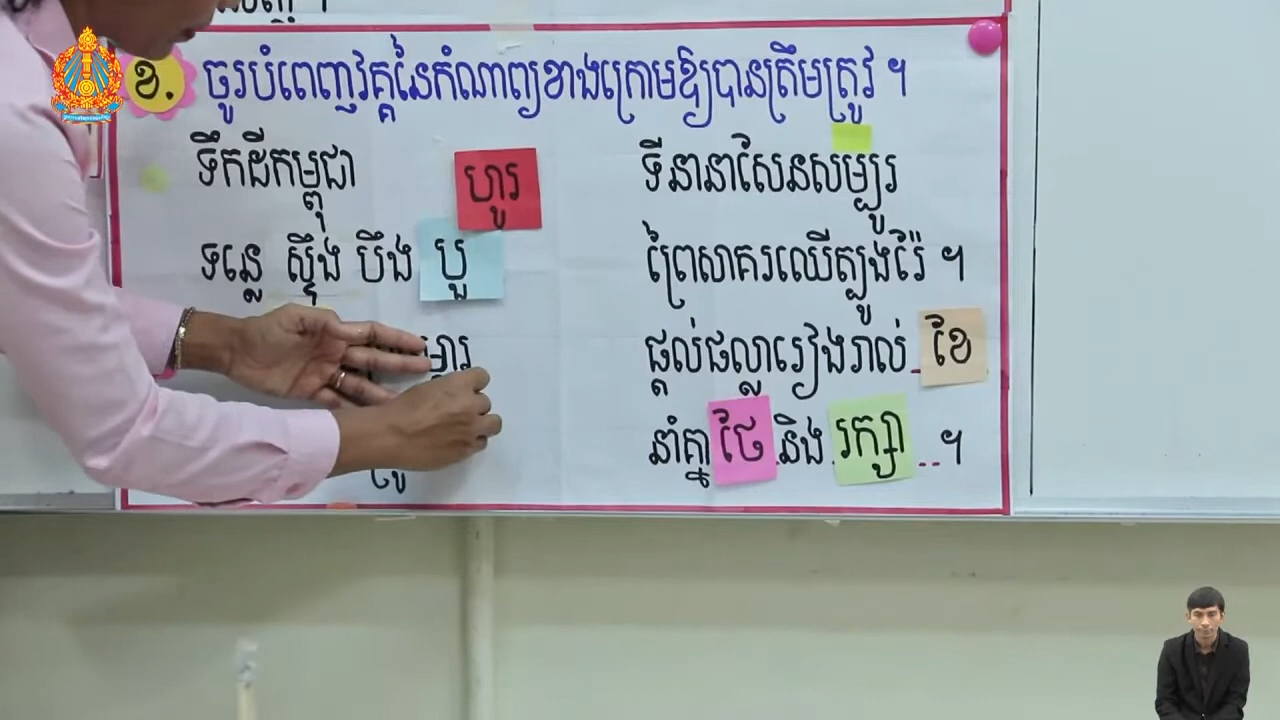 ខ. ចូរបំពេញវគ្គនៃកំណាព្យខាងក្រោមឱ្យបានត្រឹមត្រូវ ។
ទឹកដីកម្ពុជា ហូរ ទីនានាសែនសម្បូរ
ទន្លេ ស្ទឹង បឹង បួ ព្រៃសាគរឈើត្បូងរ៉ែ ។
ផ្តល់ផល្លារៀងរាល់ ខែ
នាំគ្នា ថែ និង រក្សា ។